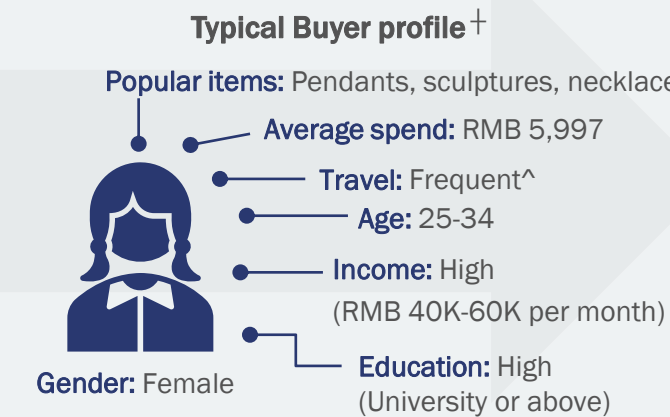 Typical Buyer profile┼
Popular items: Pendants, sculptures, necklace
Average spend: RMB 5,997
Travel: Frequent^
Age: 25-34
Income: High
(RMB 40K-60K per month)
Education: High
(University or above)
Gender: Female